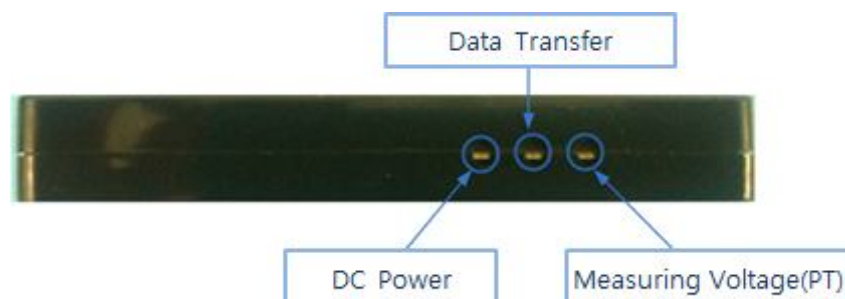 Data Transfer
DC Power
Measuring Voltage(PT)